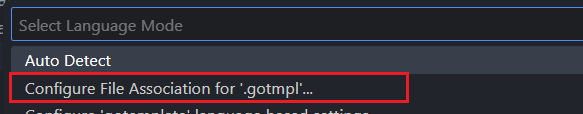 Select Language Mode
Auto Detect
Configure File Association for '.gotmpl'...
Configure 'gotemplate' language based settings